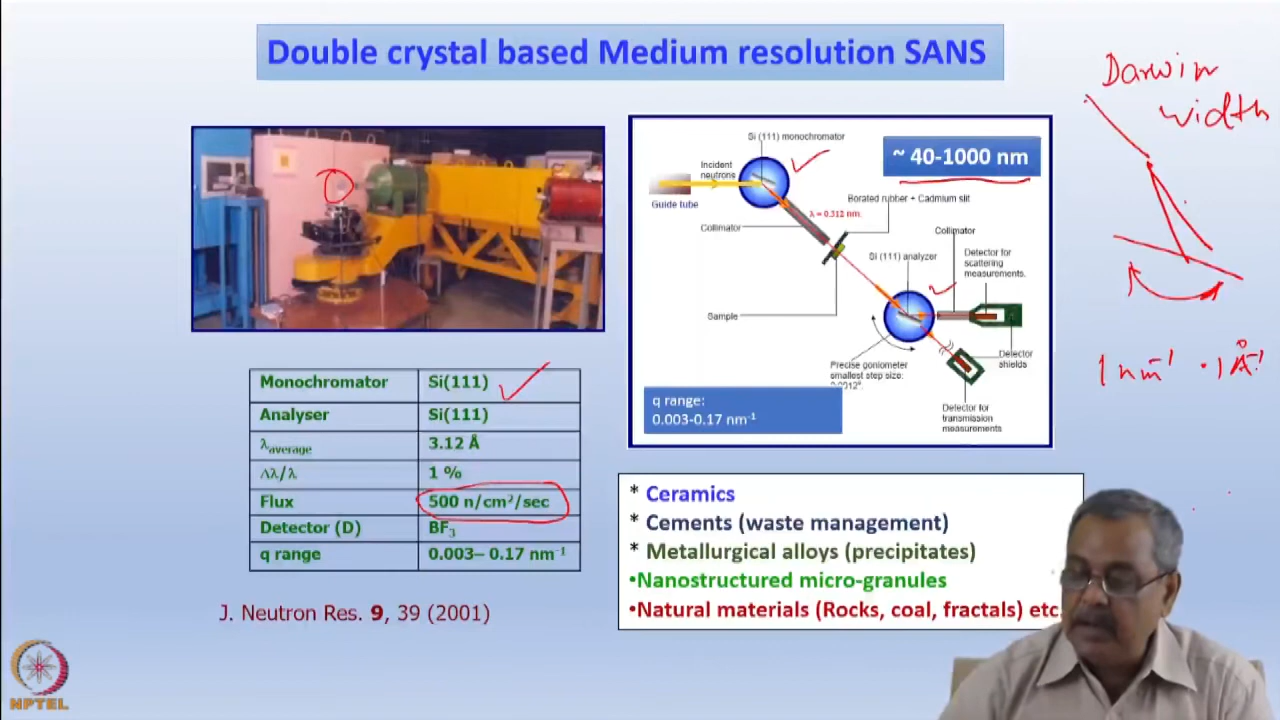 Double crystal based Medium resolution SANS
Darwin
width
Si (111) monochromator
~ 40-1000 nm
Incident
neutrons
Guide tube
Borated rubber + Cadmium slit
λ = 0.312 nm.
Collimator
Collimator
Si (111) analyzer
Detector for
scattering
measurements.
Sample
Detector
shields
Precise goniometer
smallest step size:
0.0012°
Detector for
transmission
measurements
q range:
0.003-0.17 nm-1
1 nm-1 · 1 Å-1
Monochromator Si(111)
Analyser Si(111)
λaverage 3.12 Å
Δλ/λ 1 %
Flux 500 n/cm2/sec
Detector (D) BF3
q range 0.003– 0.17 nm-1
J. Neutron Res. 9, 39 (2001)
* Ceramics
* Cements (waste management)
* Metallurgical alloys (precipitates)
•Nanostructured micro-granules
•Natural materials (Rocks, coal, fractals) etc.
NPTEL